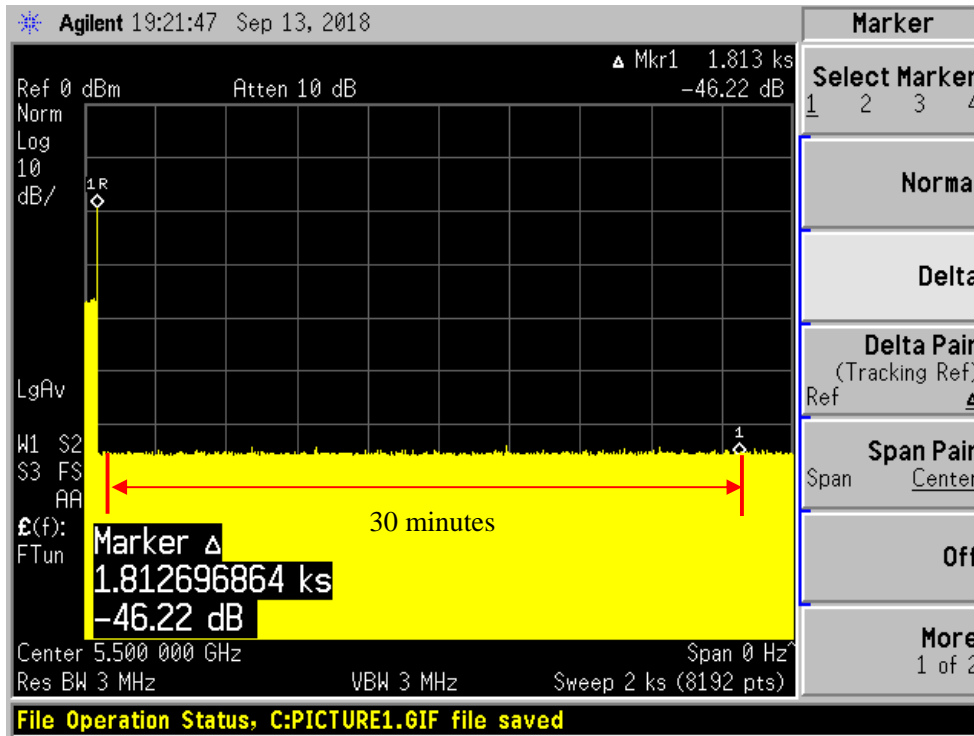 Agilent 19:21:47 Sep 13, 2018
Marker
Δ Mkr1 1.813 ks
Ref 0 dBm Atten 10 dB -46.22 dB
Norm
Log
10
dB/
1R
LgAv
W1 S2
S3 FS
AA
£(f):
FTun
1
30 minutes
Marker Δ
1.812696864 ks
-46.22 dB
Center 5.500 000 GHz Span 0 Hz^
Res BW 3 MHz VBW 3 MHz Sweep 2 ks (8192 pts)
Select Marker
1 2 3 4
Norma
Delta
Delta Pair
(Tracking Ref)
Ref Δ
Span Pair
Span Center
Off
More
1 of 2
File Operation Status, C:PICTURE1.GIF file saved